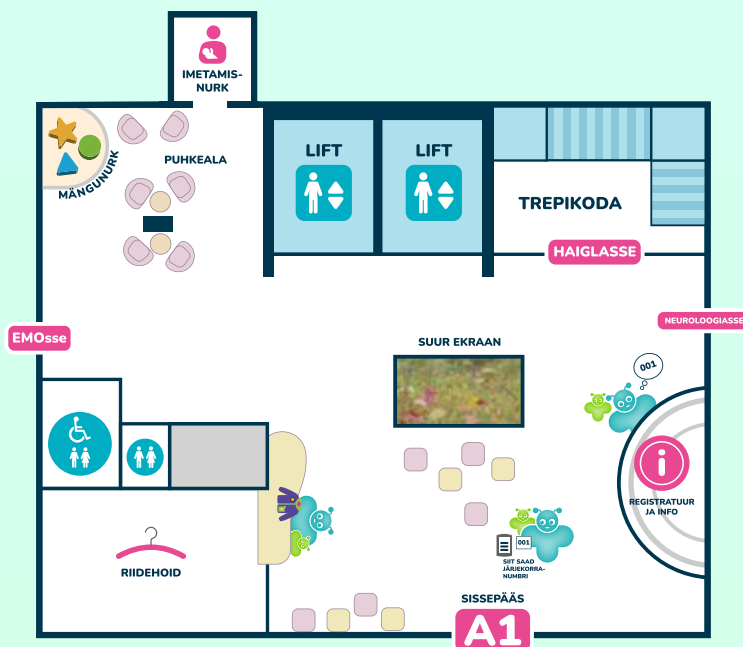 IMETAMIS-
NURK
MÄNGUNURK
PUHKEALA
LIFT
LIFT
TREPIKODA
HAIGLASSE
NEUROLOOGIASSE
EMOsse
SUUR EKRAAN
001
REGISTRATUUR
JA INFO
001
SIIT SAAD
JÄRJEKORRA-
NUMBRI
RIIDEHOID
SISSEPÄÄS
A1